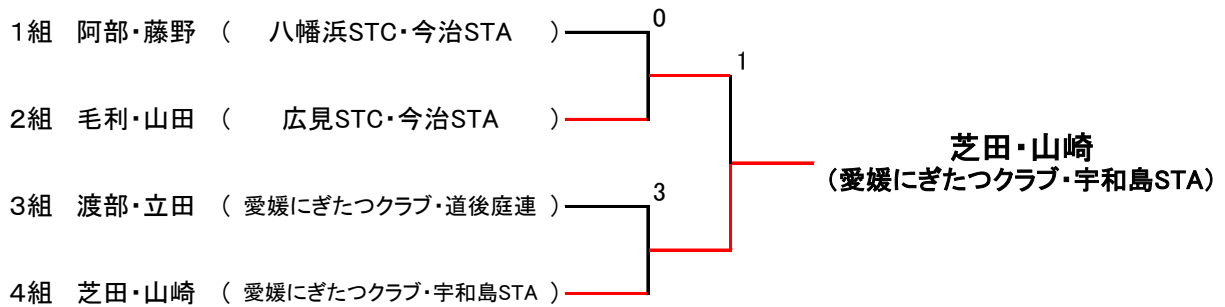 1組 阿部・藤野 ( 八幡浜STC・今治STA ) 0
1
2組 毛利・山田 ( 広見STC・今治STA )
芝田・山崎
(愛媛にぎたつクラブ・宇和島STA)
3組 渡部・立田 ( 愛媛にぎたつクラブ・道後庭連 ) 3
4組 芝田・山崎 ( 愛媛にぎたつクラブ・宇和島STA )